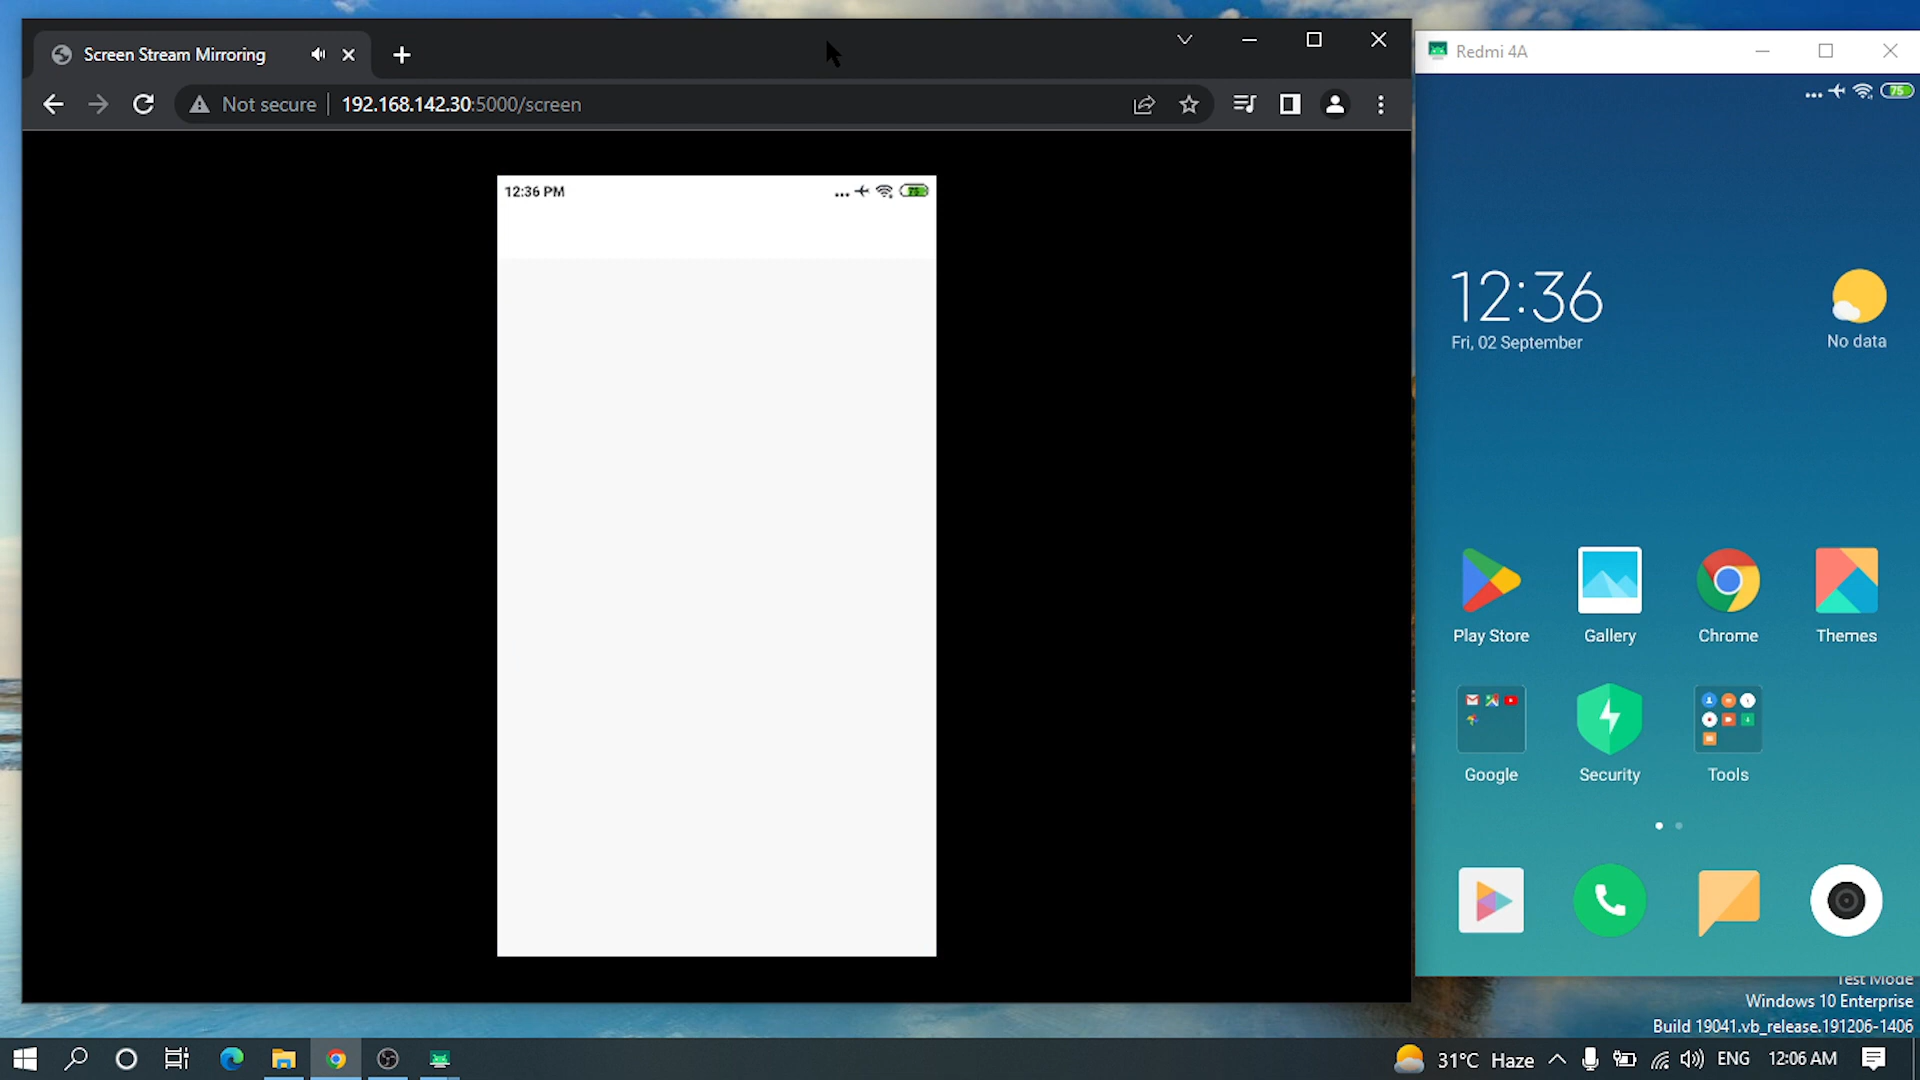 Screen Stream Mirroring
Not secure
192.168.142.30:5000/screen
12:36 PM
75
Redmi 4A
75
12:36
Fri, 02 September
No data
Play Store
Gallery
Chrome
Themes
Google
Security
Tools
Test Mode
Windows 10 Enterprise
Build 19041.vb_release.191206-1406
31°C Haze
ENG
12:06 AM